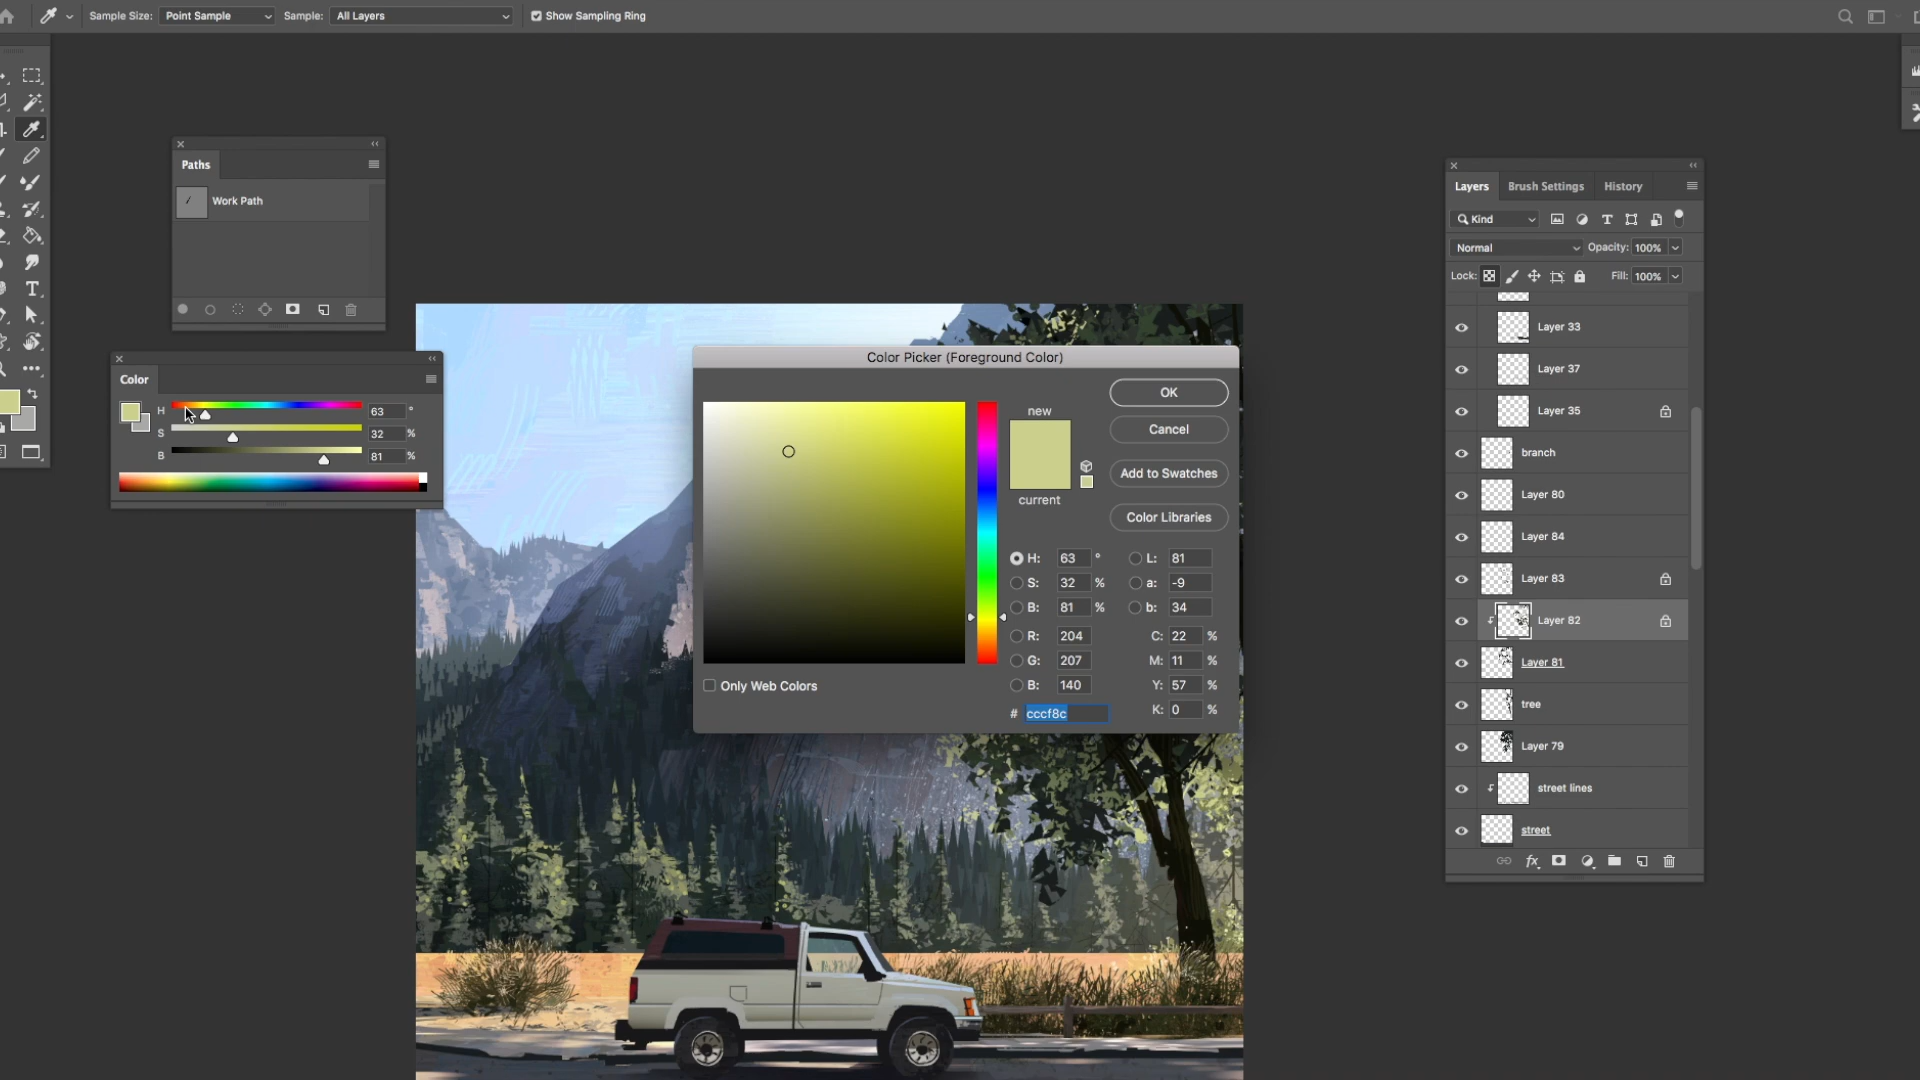 Sample Size: Point Sample Sample: All Layers Show Sampling Ring
Paths
Work Path
Color
H 63 °
S 32 %
B 81 %
Color Picker (Foreground Color)
new
current
OK
Cancel
Add to Swatches
Color Libraries
H: 63 ° L: 81
S: 32 % a: -9
B: 81 % b: 34
R: 204 C: 22 %
G: 207 M: 11 %
B: 140 Y: 57 %
# cccf8c K: 0 %
Only Web Colors
Layers Brush Settings History
Kind
Normal Opacity: 100%
Lock: Fill: 100%
Layer 33
Layer 37
Layer 35
branch
Layer 80
Layer 84
Layer 83
Layer 82
Layer 81
tree
Layer 79
street lines
street
fx